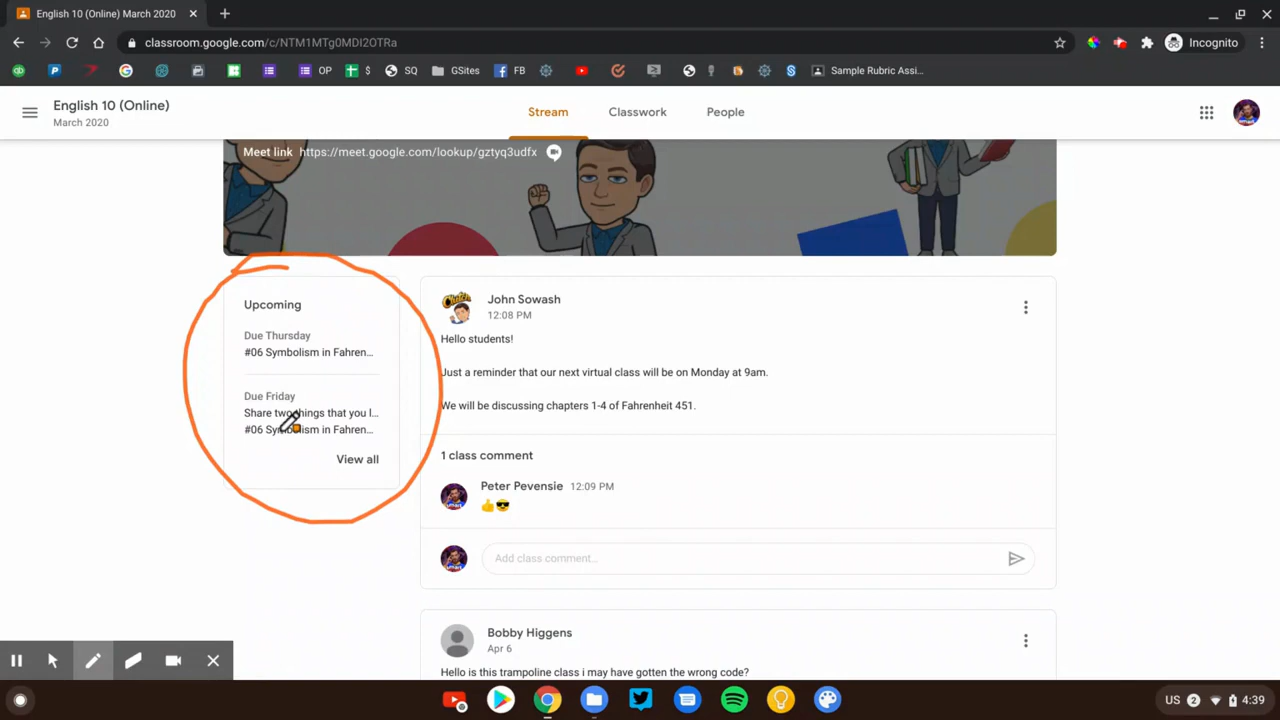 English 10 (Online) March 2020
classroom.google.com/c/NTM1MTg0MDI2OTRa
Incognito
OP
$
SQ
GSites
FB
Sample Rubric Assi...
English 10 (Online)
March 2020
Stream
Classwork
People
Meet link https://meet.google.com/lookup/gztyq3udfx
Upcoming
Due Thursday
#06 Symbolism in Fahren...
Due Friday
Share two things that you l...
#06 Symbolism in Fahren...
View all
John Sowash
12:08 PM
Hello students!
Just a reminder that our next virtual class will be on Monday at 9am.
We will be discussing chapters 1-4 of Fahrenheit 451.
1 class comment
Peter Pevensie 12:09 PM
👍😎
Add class comment...
Bobby Higgens
Apr 6
Hello is this trampoline class i may have gotten the wrong code?
US 2 4:39